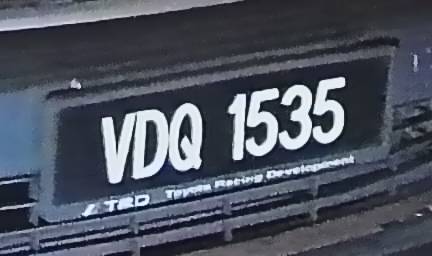 VDQ 1535
TRD Toyota Racing Development